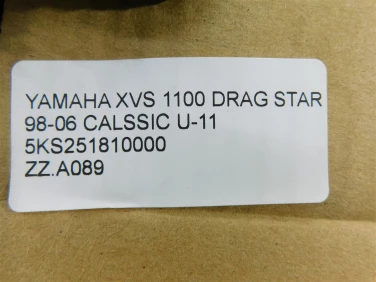 YAMAHA XVS 1100 DRAG STAR
98-06 CALSSIC U-11
5KS251810000
ZZ.A089